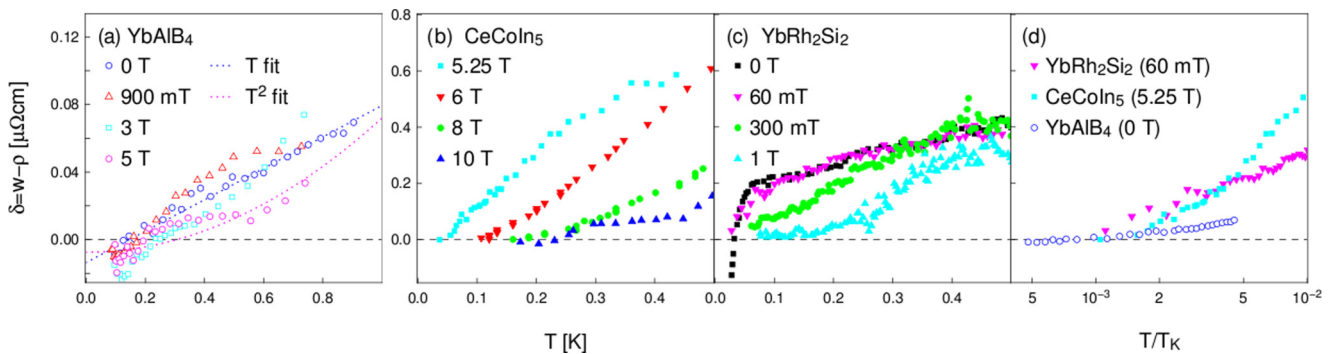 δ=w−ρ [μΩcm]
0.12
0.08
0.04
0.00
(a) YbAlB₄
0 T
900 mT
3 T
5 T
T fit
T² fit
0.0
0.2
0.4
0.6
0.8
0.8
0.6
0.4
0.2
0.0
(b) CeCoIn₅
5.25 T
6 T
8 T
10 T
0.1
0.2
0.3
0.4
0.0
T [K]
(c) YbRh₂Si₂
0 T
60 mT
300 mT
1 T
0.1
0.2
0.3
0.4
(d)
YbRh₂Si₂ (60 mT)
CeCoIn₅ (5.25 T)
YbAlB₄ (0 T)
5
10⁻³
2
5
10⁻²
T/T_K